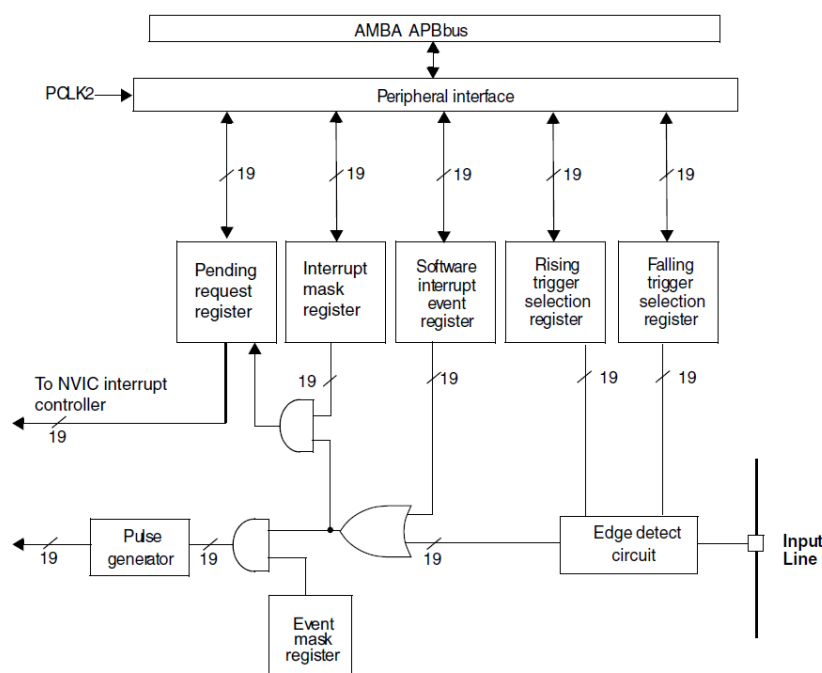 AMBA APBbus
PCLK2
Peripheral interface
19
19
19
19
19
Pending
request
register
Interrupt
mask
register
Software
interrupt
event
register
Rising
trigger
selection
register
Falling
trigger
selection
register
To NVIC interrupt
controller
19
19
19
19
19
Pulse
generator
19
19
19
Edge detect
circuit
Input
Line
Event
mask
register